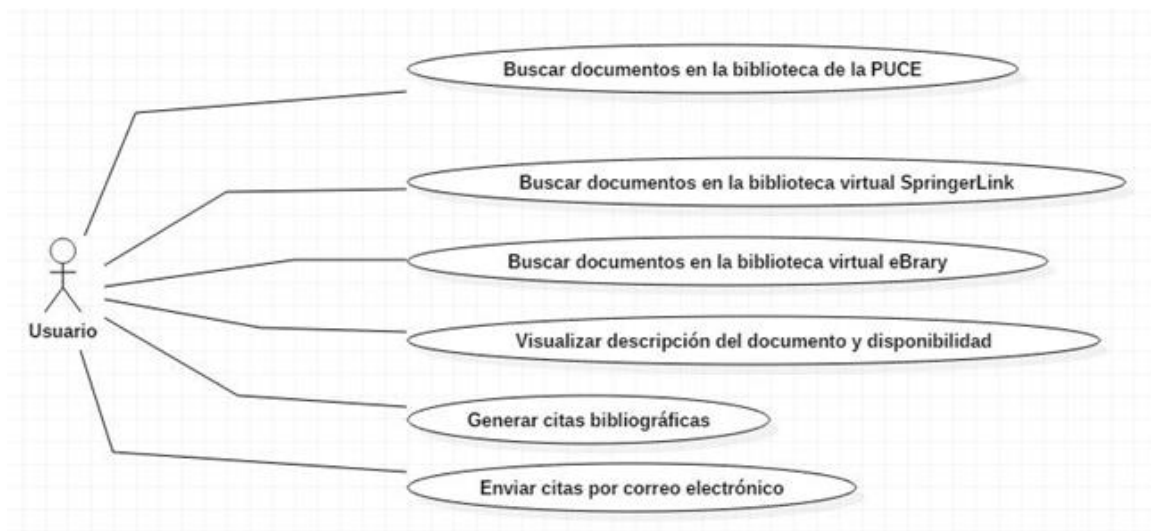 Buscar documentos en la biblioteca de la PUCE
Buscar documentos en la biblioteca virtual SpringerLink
Buscar documentos en la biblioteca virtual eBrary
Usuario
Visualizar descripción del documento y disponibilidad
Generar citas bibliográficas
Enviar citas por correo electrónico